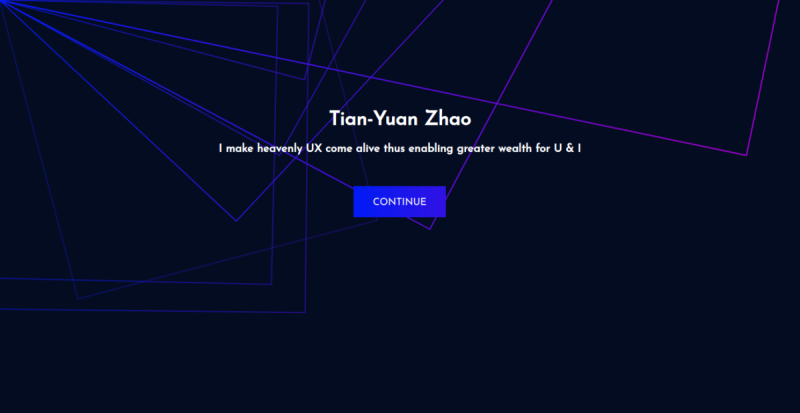 Tian-Yuan Zhao
I make heavenly UX come alive thus enabling greater wealth for U & I
CONTINUE